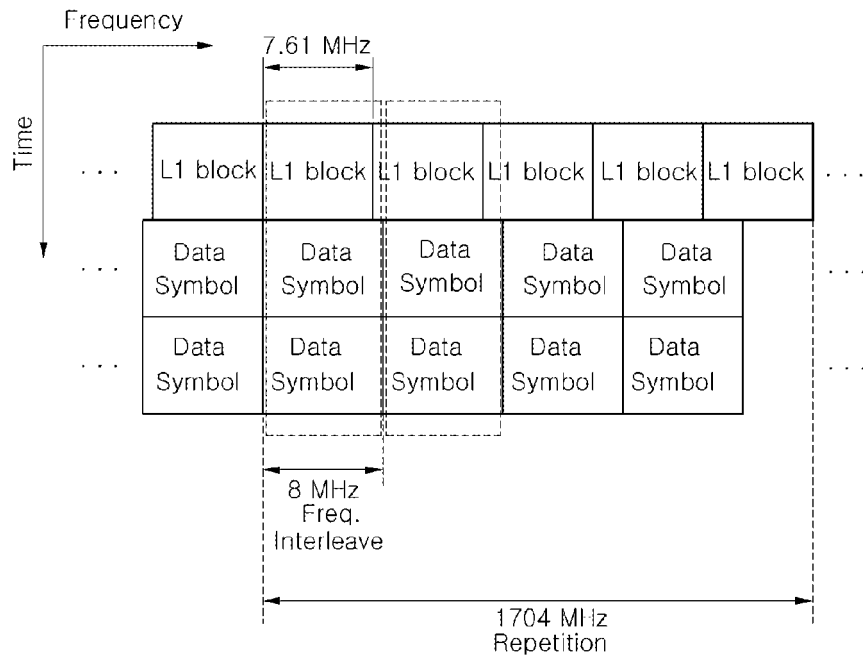 Frequency
7.61 MHz
Time
... L1 block L1 block L1 block L1 block L1 block L1 block ...
... Data Symbol Data Symbol Data Symbol Data Symbol Data Symbol ...
... Data Symbol Data Symbol Data Symbol Data Symbol Data Symbol ...
8 MHz
Freq.
Interleave
1704 MHz
Repetition